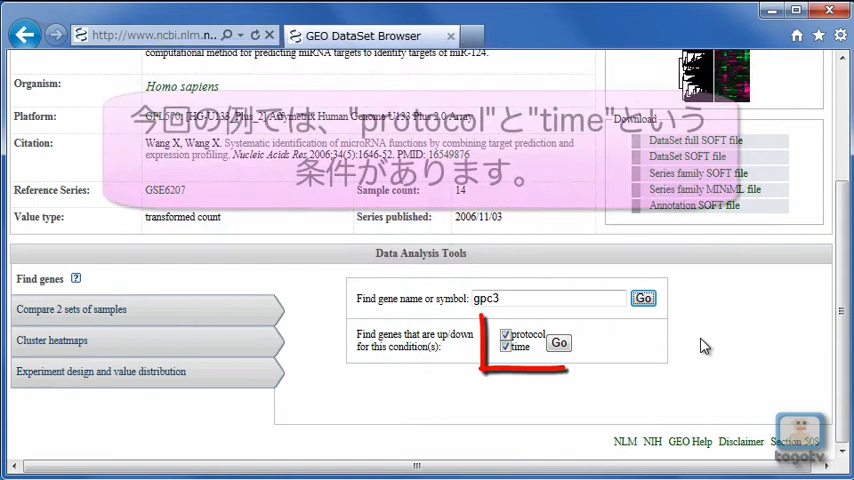 http://www.ncbi.nlm.n..
GEO DataSet Browser
computational method for predicting miRNA targets to identify targets of miR-124.
Organism:
Homo sapiens
Platform:
GPL570: [HG-U133_Plus_2] Affymetrix Human Genome U133 Plus 2.0 Array
今回の例では、"protocol"と"time"という
条件があります。
Citation:
Wang X, Wang X. Systematic identification of microRNA functions by combining target prediction and
expression profiling. Nucleic Acids Res 2006;34(5):1646-52. PMID: 16549876
Reference Series:
GSE6207
Sample count:
14
Value type:
transformed count
Series published:
2006/11/03
Download
DataSet full SOFT file
DataSet SOFT file
Series family SOFT file
Series family MINiML file
Annotation SOFT file
Data Analysis Tools
Find genes
?
Compare 2 sets of samples
Cluster heatmaps
Experiment design and value distribution
Find gene name or symbol:
gpc3
Go
Find genes that are up/down
for this condition(s):
protocol
time
Go
NLM NIH GEO Help Disclaimer Section 508
togotv